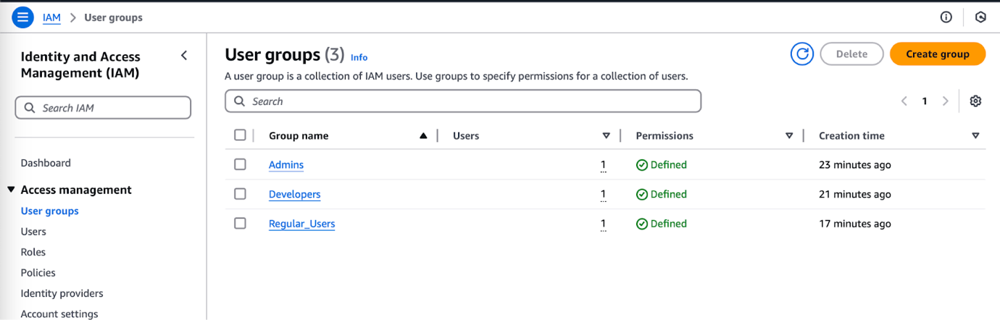 IAM > User groups
Identity and Access
Management (IAM)
Search IAM
Dashboard
Access management
User groups
Users
Roles
Policies
Identity providers
Account settings
User groups (3) Info
Delete
Create group
A user group is a collection of IAM users. Use groups to specify permissions for a collection of users.
Search
1
Group name Users Permissions Creation time
Admins 1 Defined 23 minutes ago
Developers 1 Defined 21 minutes ago
Regular_Users 1 Defined 17 minutes ago